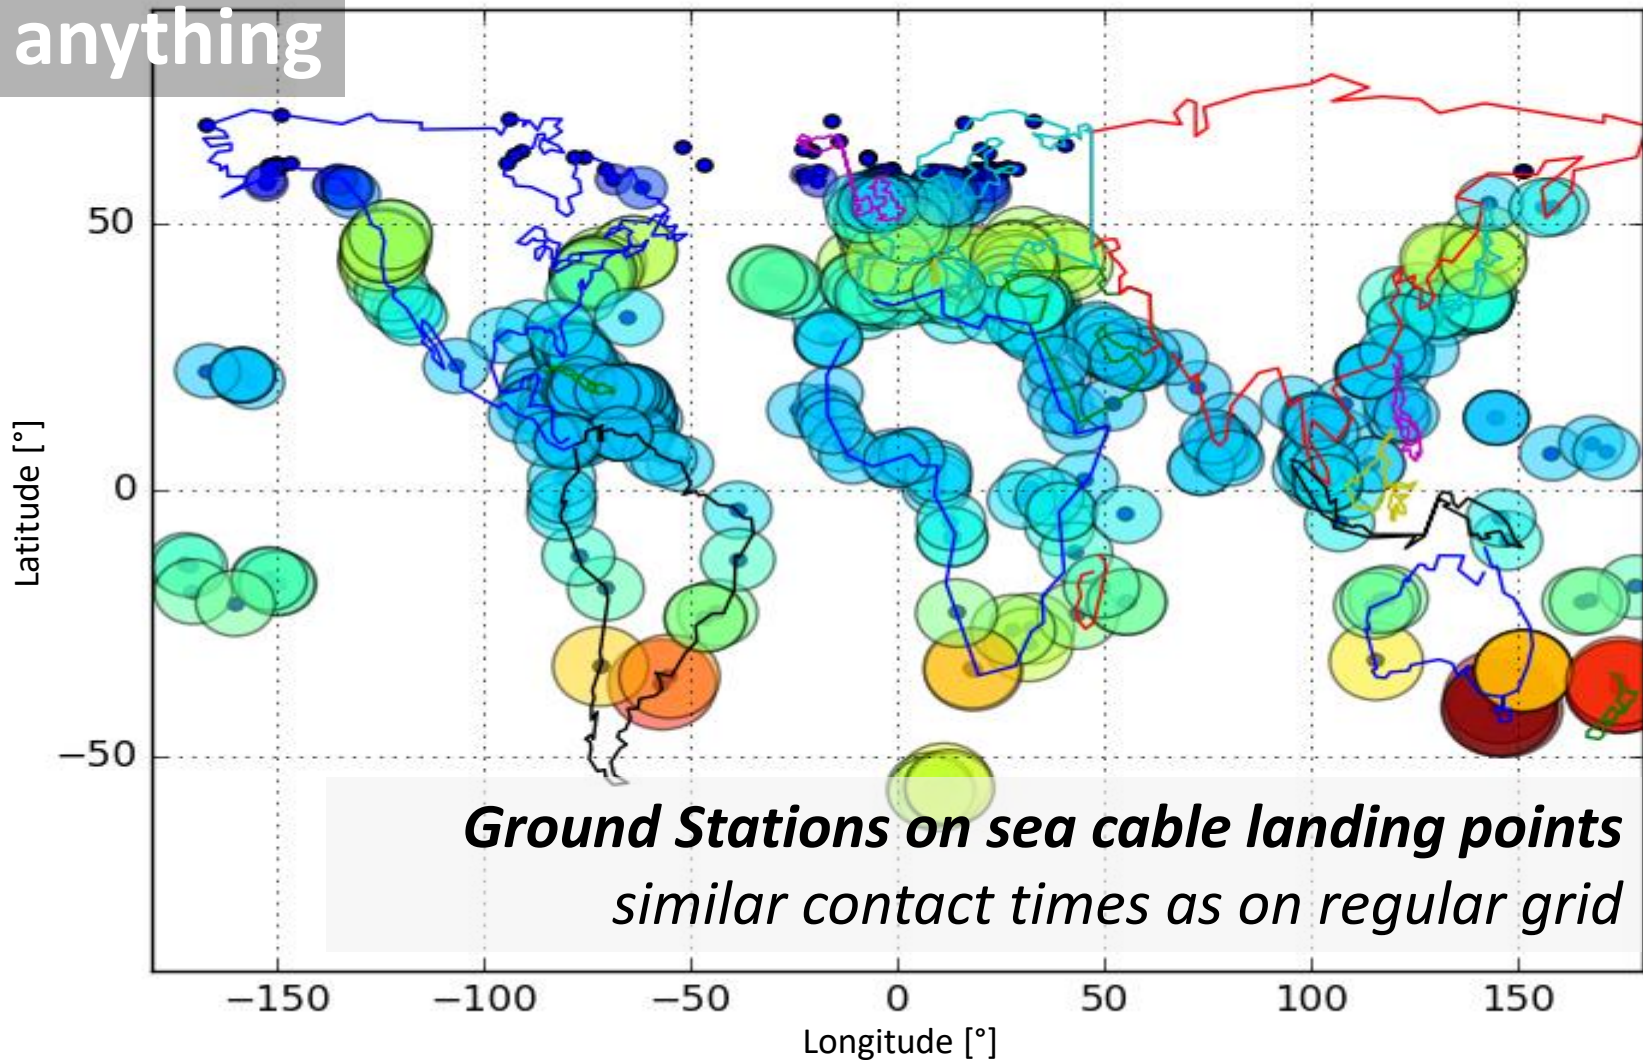 anything
50
0
−50
Latitude [°]
Ground Stations on sea cable landing points
similar contact times as on regular grid
−150
−100
−50
0
50
100
150
Longitude [°]